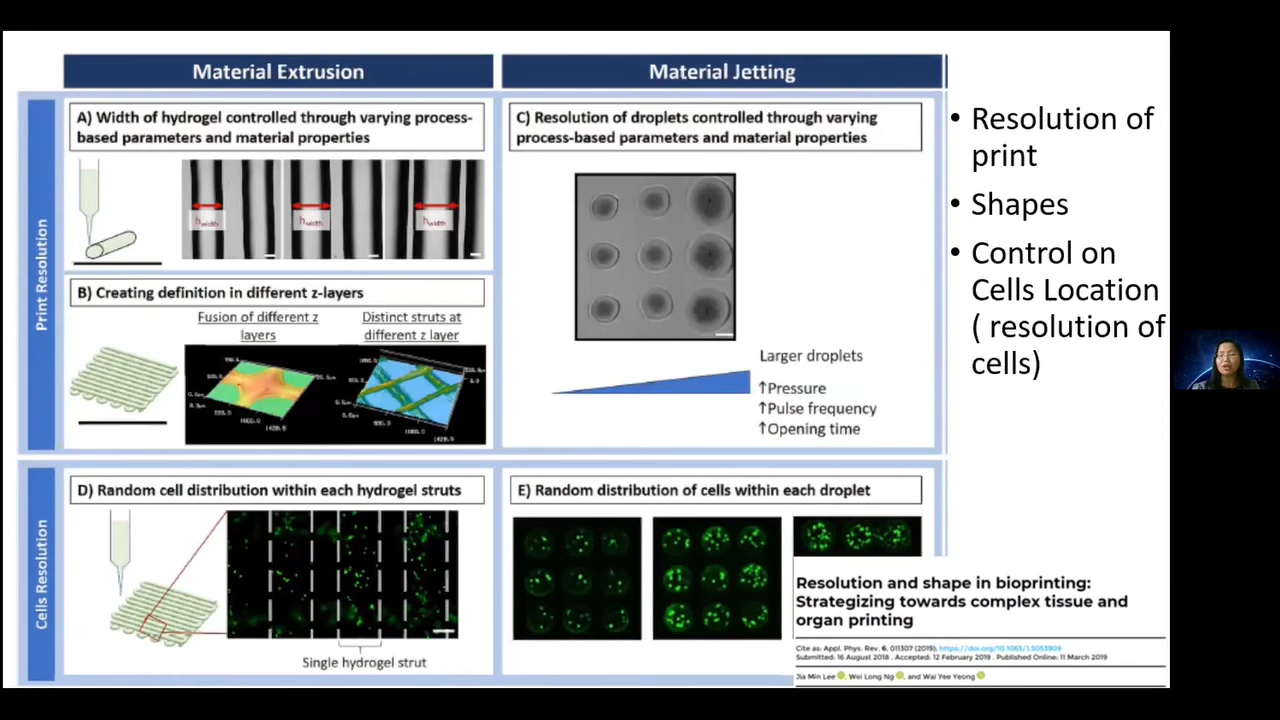 Material Extrusion
Material Jetting
Print Resolution
A) Width of hydrogel controlled through varying process-
based parameters and material properties
hwidth
hwidth
hwidth
B) Creating definition in different z-layers
Fusion of different z
layers
Distinct struts at
different z layer
C) Resolution of droplets controlled through varying
process-based parameters and material properties
Larger droplets
↑Pressure
↑Pulse frequency
↑Opening time
Cells Resolution
D) Random cell distribution within each hydrogel struts
Single hydrogel strut
E) Random distribution of cells within each droplet
• Resolution of
print
• Shapes
• Control on
Cells Location
( resolution of
cells)
Resolution and shape in bioprinting:
Strategizing towards complex tissue and
organ printing
Cite as: Appl. Phys. Rev. 6, 011307 (2019); https://doi.org/10.1063/1.5053909
Submitted: 16 August 2018 . Accepted: 12 February 2019 . Published Online: 11 March 2019
Jia Min Lee, Wei Long Ng, and Wai Yee Yeong